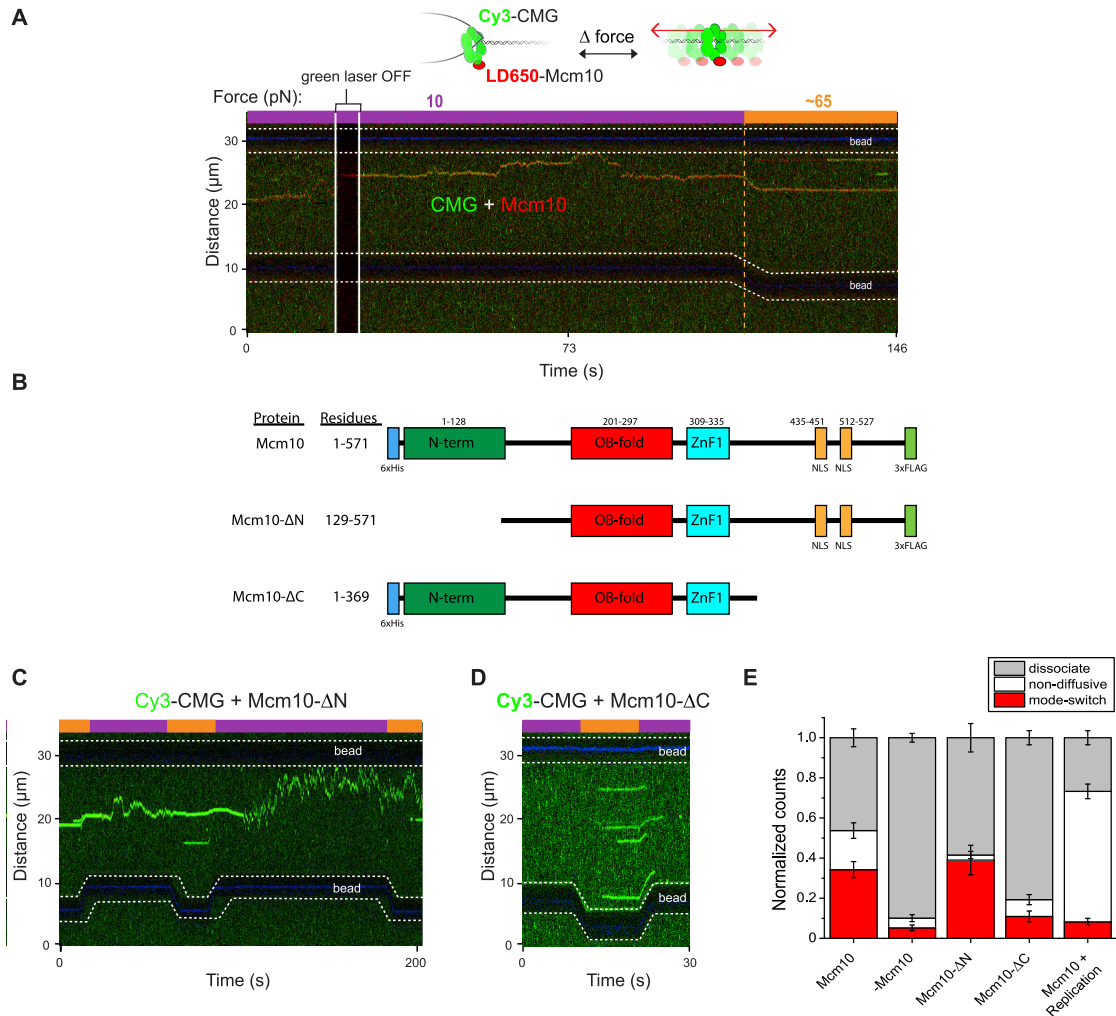 A
Cy3-CMG
Δ force
LD650-Mcm10
green laser OFF
Force (pN):
10
~65
bead
CMG + Mcm10
bead
Distance (μm)
30
20
10
0
0
73
146
Time (s)
B
Protein
Residues
1-128
201-297
309-335
435-451
512-527
Mcm10
1-571
N-term
OB-fold
ZnF1
6xHis
NLS
NLS
3xFLAG
Mcm10-ΔN
129-571
OB-fold
ZnF1
NLS
NLS
3xFLAG
Mcm10-ΔC
1-369
N-term
OB-fold
ZnF1
6xHis
C
Cy3-CMG + Mcm10-ΔN
bead
bead
Distance (μm)
30
20
10
0
0
200
Time (s)
D
Cy3-CMG + Mcm10-ΔC
bead
bead
Distance (μm)
30
20
10
0
0
30
Time (s)
E
dissociate
non-diffusive
mode-switch
Normalized counts
1.0
0.8
0.6
0.4
0.2
0
Mcm10
-Mcm10
Mcm10-ΔN
Mcm10-ΔC
Mcm10 +
Replication